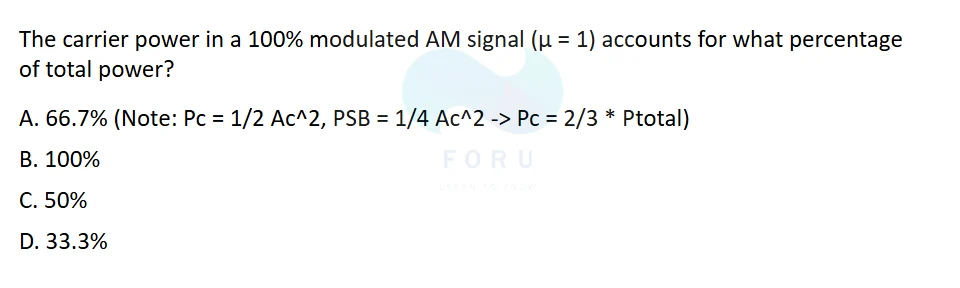 The carrier power in a 100% modulated AM signal (μ = 1) accounts for what percentage
of total power?
A. 66.7% (Note: Pc = 1/2 Ac^2, PSB = 1/4 Ac^2 -> Pc = 2/3 * Ptotal)
B. 100%
FORU
C. 50%
D. 33.3%